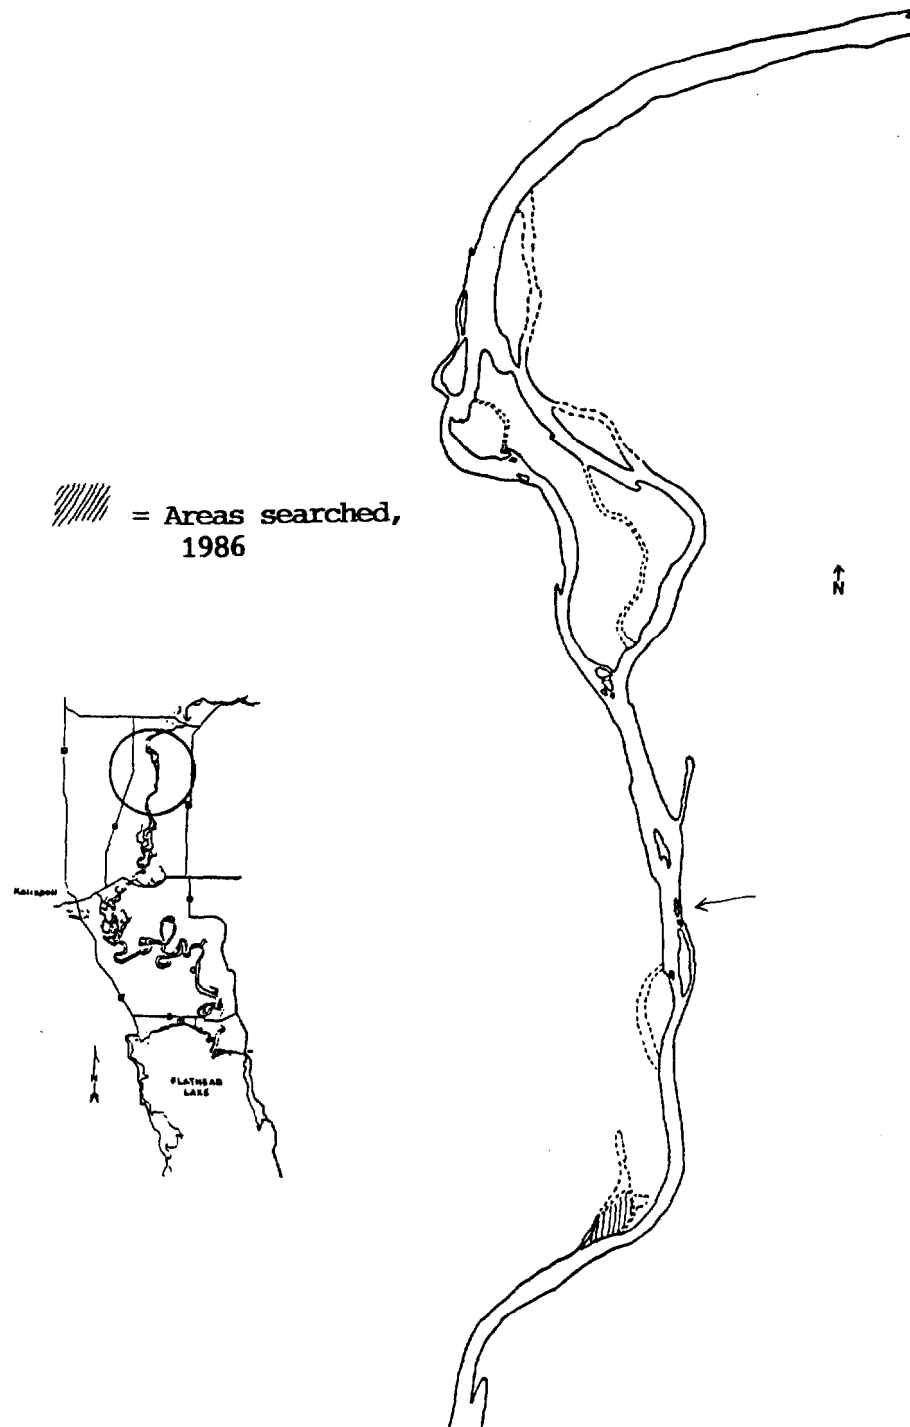 = Areas searched,
1986
N
Kalispell
N
FLATHEAD
LAKE